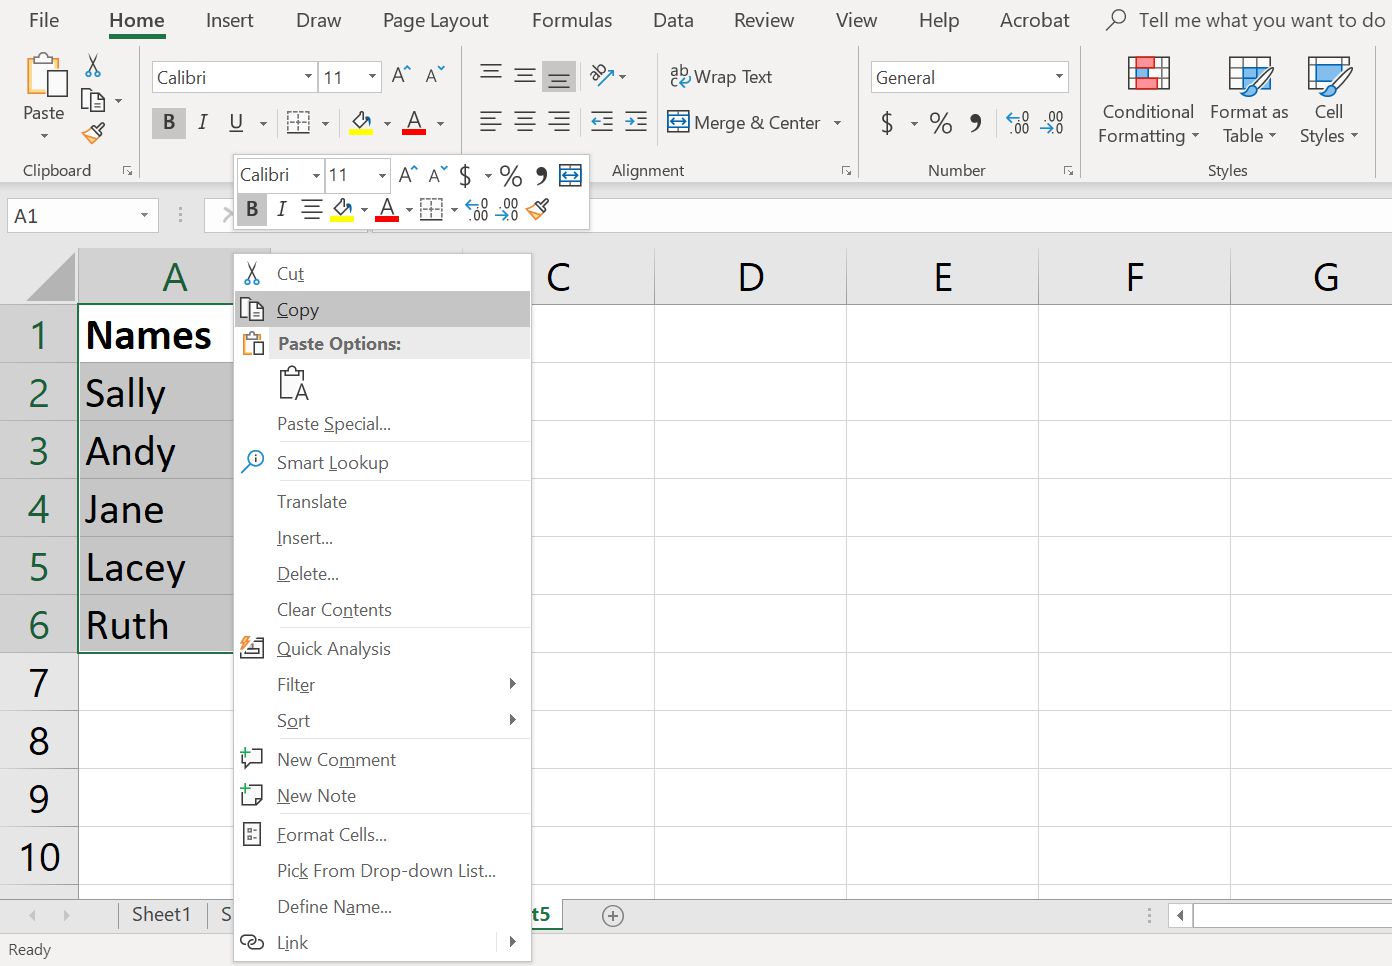 File Home Insert Draw Page Layout Formulas Data Review View Help Acrobat Tell me what you want to do
Paste
Calibri 11
B I U
Clipboard
ab Wrap Text
Merge & Center
Alignment
General
$ % , .00 .00
Number
Conditional Formatting
Format as Table
Cell Styles
Styles
Calibri 11 A A $ % ,
B I A .00 .00
A1
A C D E F G
1 Names
2 Sally
3 Andy
4 Jane
5 Lacey
6 Ruth
7
8
9
10
Cut
Copy
Paste Options:
A
Paste Special...
Smart Lookup
Translate
Insert...
Delete...
Clear Contents
Quick Analysis
Filter
Sort
New Comment
New Note
Format Cells...
Pick From Drop-down List...
Define Name...
Link
Sheet1 S t5
Ready